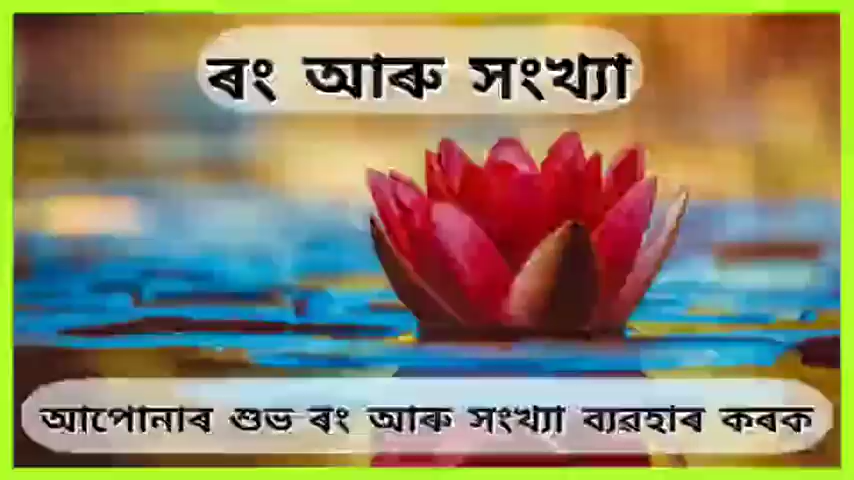 ৰং আৰু সংখ্যা
আপোনাৰ শুভ ৰং আৰু সংখ্যা ব্যৱহাৰ কৰক